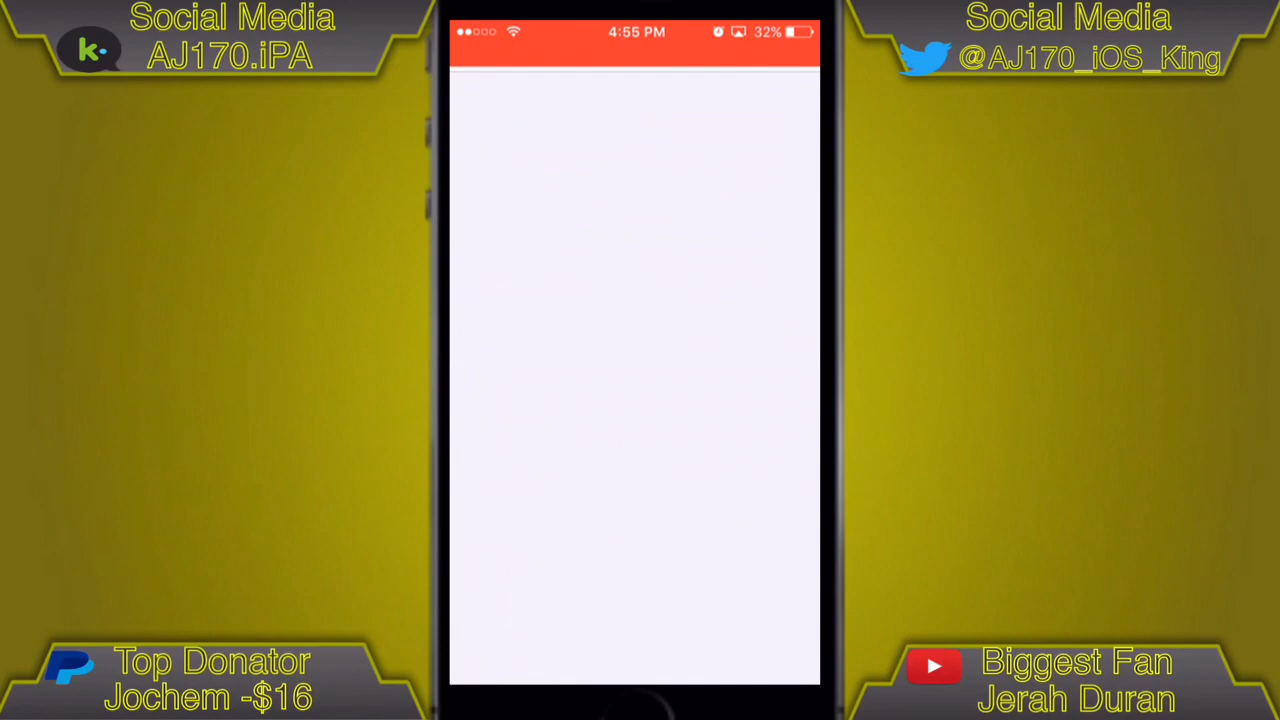 Social Media
AJ170.iPA
k.
4:55 PM
32%
Social Media
@AJ170_iOS_King
Top Donator
Jochem -$16
Biggest Fan
Jerah Duran